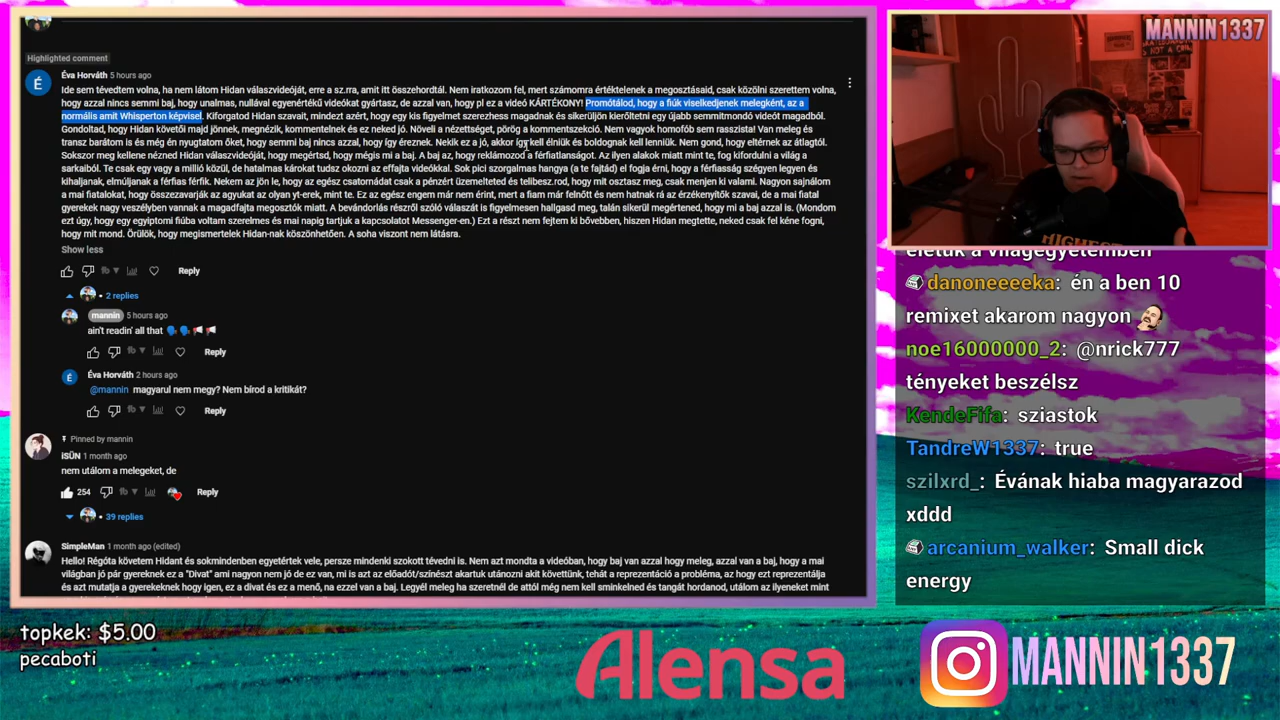 Highlighted comment
Éva Horváth 5 hours ago
Ide sem tévedtem volna, ha nem látom Hidan válaszvideóját, erre a sz.rra, amit itt összehordtál. Nem iratkozom fel, mert számomra értéktelenek a megosztásaid, csak közölni szerettem volna,
hogy azzal nincs semmi baj, hogy unalmas, nullával egyenértékű videókat gyártasz, de azzal van, hogy pl ez a videó KÁRTÉKONY! Promótálod, hogy a fiúk viselkedjenek melegként, az a
normális amit Whisperton képvisel. Kiforgatod Hidan szavait, mindezt azért, hogy egy kis figyelmet szerezhess magadnak és sikerüljön kierőltetni egy újabb semmitmondó videót magadból.
Gondoltad, hogy Hidan követői majd jönnek, megnézik, kommentelnek és ez neked jó. Növeli a nézettséget, pörög a kommentszekció. Nem vagyok homofób sem rasszista! Van meleg és
transz barátom is és még én nyugtatom őket, hogy semmi baj nincs azzal, hogy így éreznek. Nekik ez a jó, akkor így kell élniük és boldognak kell lenniük. Nem gond, hogy eltérnek az átlagtól.
Sokszor meg kellene nézned Hidan válaszvideóját, hogy megértsd, hogy mégis mi a baj. A baj az, hogy reklámozod a férfiatlanságot. Az ilyen alakok miatt mint te, fog kifordulni a világ a
sarkaiból. Te csak egy vagy a millió közül, de hatalmas károkat tudsz okozni az effajta videókkal. Sok pici szorgalmas hangya (a te fajtád) el fogja érni, hogy a férfiasság szégyen legyen és
kihaljanak, elmúljanak a férfias férfik. Nekem az jön le, hogy az egész csatornádat csak a pénzért üzemelteted és telibesz.rod, hogy mit osztasz meg, csak menjen ki valami. Nagyon sajnálom
a mai fiatalokat, hogy összezavarják az agyukat az olyan yt-erek, mint te. Ez az egész engem már nem érint, mert a fiam már felnőtt és nem hatnak rá az érzékenyítők szavai, de a mai fiatal
gyerekek nagy veszélyben vannak a magadfajta megosztók miatt. A bevándorlás részről szóló válaszát is figyelmesen hallgasd meg, talán sikerül megértened, hogy mi a baj azzal is. (Mondom
ezt úgy, hogy egy egyiptomi fiúba voltam szerelmes és mai napig tartjuk a kapcsolatot Messenger-en.) Ezt a részt nem fejtem ki bővebben, hiszen Hidan megtette, neked csak fel kéne fogni,
hogy mit mond. Örülök, hogy megismertelek Hidan-nak köszönhetően. A soha viszont nem látásra.
Show less
Reply
2 replies
mannin 5 hours ago
ain't readin' all that
Reply
Éva Horváth 2 hours ago
@mannin magyarul nem megy? Nem bírod a kritikát?
Reply
Pinned by mannin
iSÜN 1 month ago
nem utálom a melegeket, de
254 Reply
39 replies
SimpleMan 1 month ago (edited)
Hello! Régóta követem Hidant és sokmindenben egyetértek vele, persze mindenki szokott tévedni is. Nem azt mondta a videóban, hogy baj van azzal hogy meleg, azzal van a baj, hogy a mai
világban jó pár gyereknek ez a "Divat" ami nagyon nem jó de ez van, mi is azt az előadót/színészt akartuk utánozni akit követtünk, tehát a reprezentáció a probléma, az hogy ezt reprezentálja
és azt mutatja a gyerekeknek hogy igen, ez a divat és ez a menő, na ezzel van a baj. Legyél meleg ha szeretnél de attól még nem kell sminkelned és tangát hordanod, utálom az ilyeneket mint
MANNIN1337
életük a világegyetemben
danoneeeeka: én a ben 10
remixet akarom nagyon
noe16000000_2: @nrick777
tényeket beszélsz
KendeFifa: sziastok
TandreW1337: true
szilxrd_: Évának hiaba magyarazod
xddd
arcanium_walker: Small dick
energy
topkek: $5.00
pecaboti
Alensa
MANNIN1337